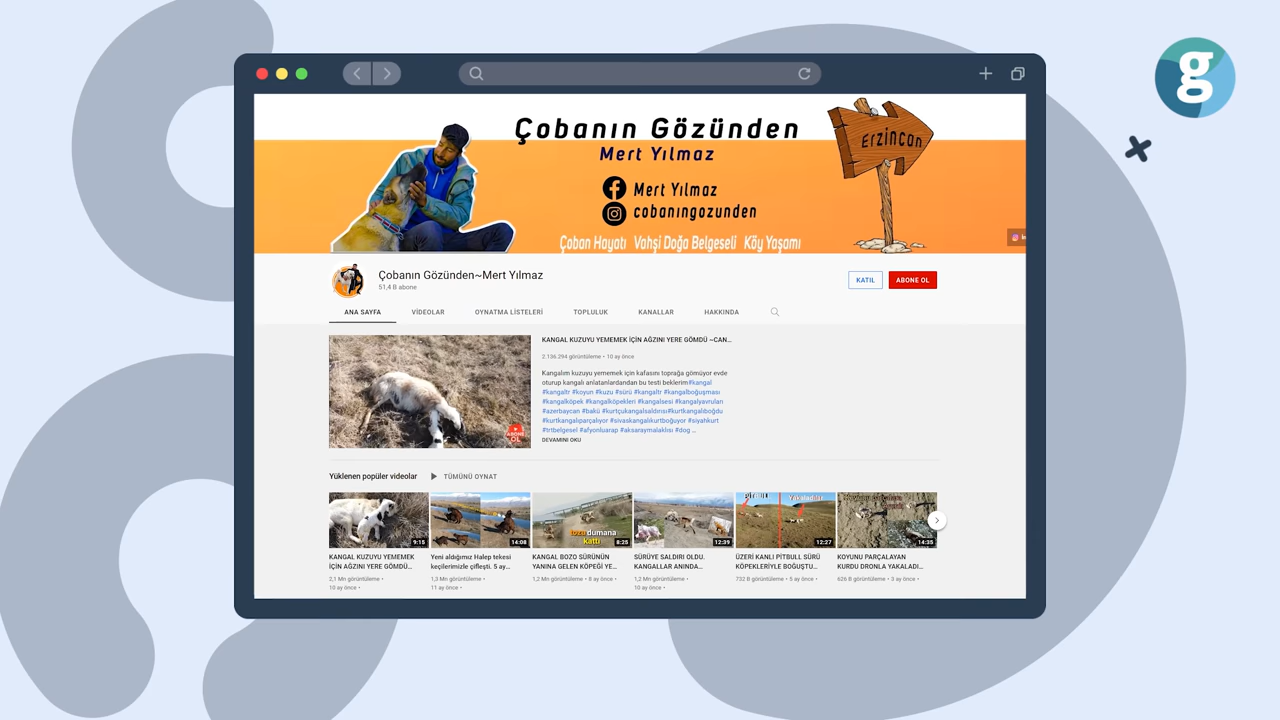 g
Çobanın Gözünden
Mert Yılmaz
Erzincan
Mert Yılmaz
cobanıngozunden
Çoban Hayatı Vahşi Doğa Belgeseli Köy Yaşamı
Çobanın Gözünden~Mert Yılmaz
51,4 B abone
KATIL
ABONE OL
ANA SAYFA VİDEOLAR OYNATMA LİSTELERİ TOPLULUK KANALLAR HAKKINDA
KANGAL KUZUYU YEMEMEK İÇİN AĞZINI YERE GÖMDÜ ~CAN...
2.136.294 görüntüleme • 10 ay önce
Kangalım kuzuyu yememek için kafasını toprağa gömüyor evde
oturup kangalı anlatanlardandan bu testi beklerim#kangal
#kangaltr #koyun #kuzu #sürü #kangaltr #kangalboğuşması
#kangalköpek #kangalköpekleri #kangalsesi #kangalyavruları
#azerbaycan #bakü #kurtçukangalsaldırısı#kurtkangalıboğdu
#kurtkangalıparçalıyor #sivaskangalıkurtboğuyor #siyahkurt
#trtbelgesel #afyonluarap #aksaraymalaklısı #dog ...
DEVAMINI OKU
ABONE
OL
Yüklenen popüler videolar
TÜMÜNÜ OYNAT
9:15
14:08
tozu dumana
kattı
8:25
12:39
Yakaladılar
12:27
14:35
KANGAL KUZUYU YEMEMEK
İÇİN AĞZINI YERE GÖMDÜ...
2,1 Mn görüntüleme •
10 ay önce •
Yeni aldığımız Halep tekesi
keçilerimizle çiftleşti. 5 ay...
1,3 Mn görüntüleme •
11 ay önce •
KANGAL BOZO SÜRÜNÜN
YANINA GELEN KÖPEĞİ YE...
1,2 Mn görüntüleme • 8 ay önce •
SÜRÜYE SALDIRI OLDU.
KANGALLAR ANINDA...
1,2 Mn görüntüleme •
10 ay önce •
ÜZERİ KANLI PİTBULL SÜRÜ
KÖPEKLERİYLE BOĞUŞTU...
732 B görüntüleme • 5 ay önce •
KOYUNU PARÇALAYAN
KURDU DRONLA YAKALADI...
626 B görüntüleme • 3 ay önce •